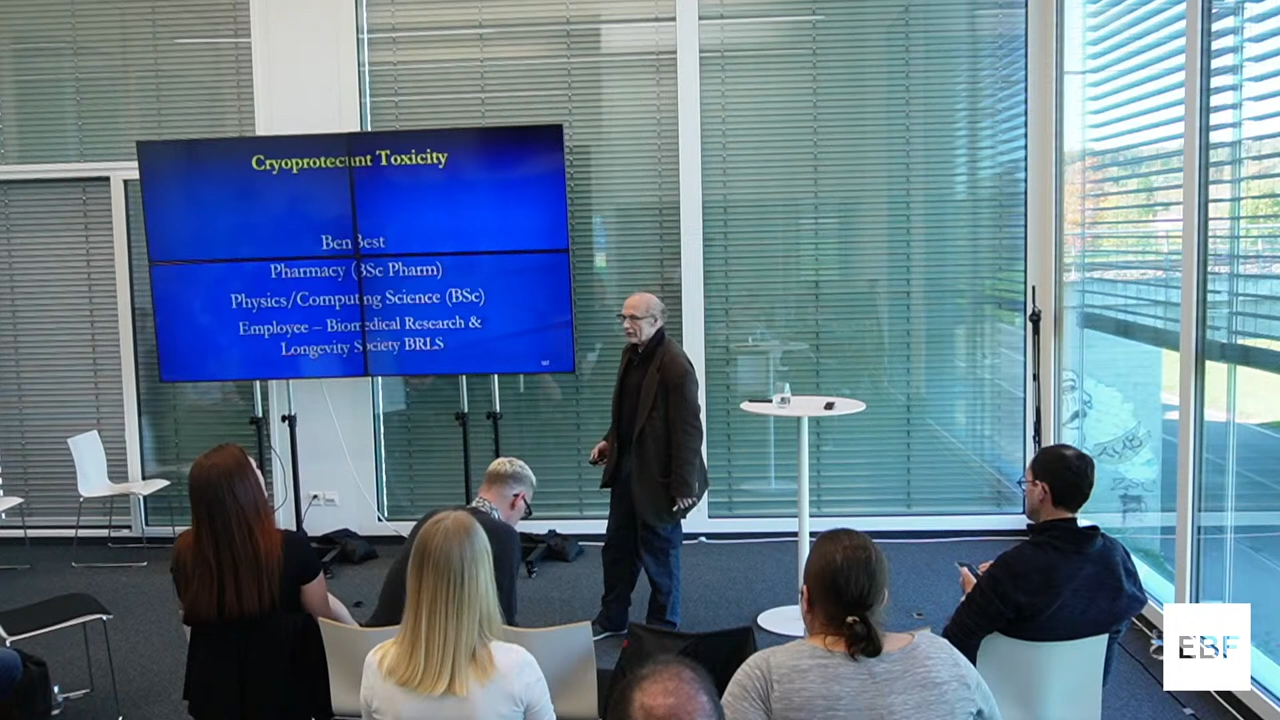 Cryoprotectant Toxicity
Ben Best
Pharmacy (BSc Pharm)
Physics/Computing Science (BSc)
Employee – Biomedical Research &
Longevity Society BRLS
EBF